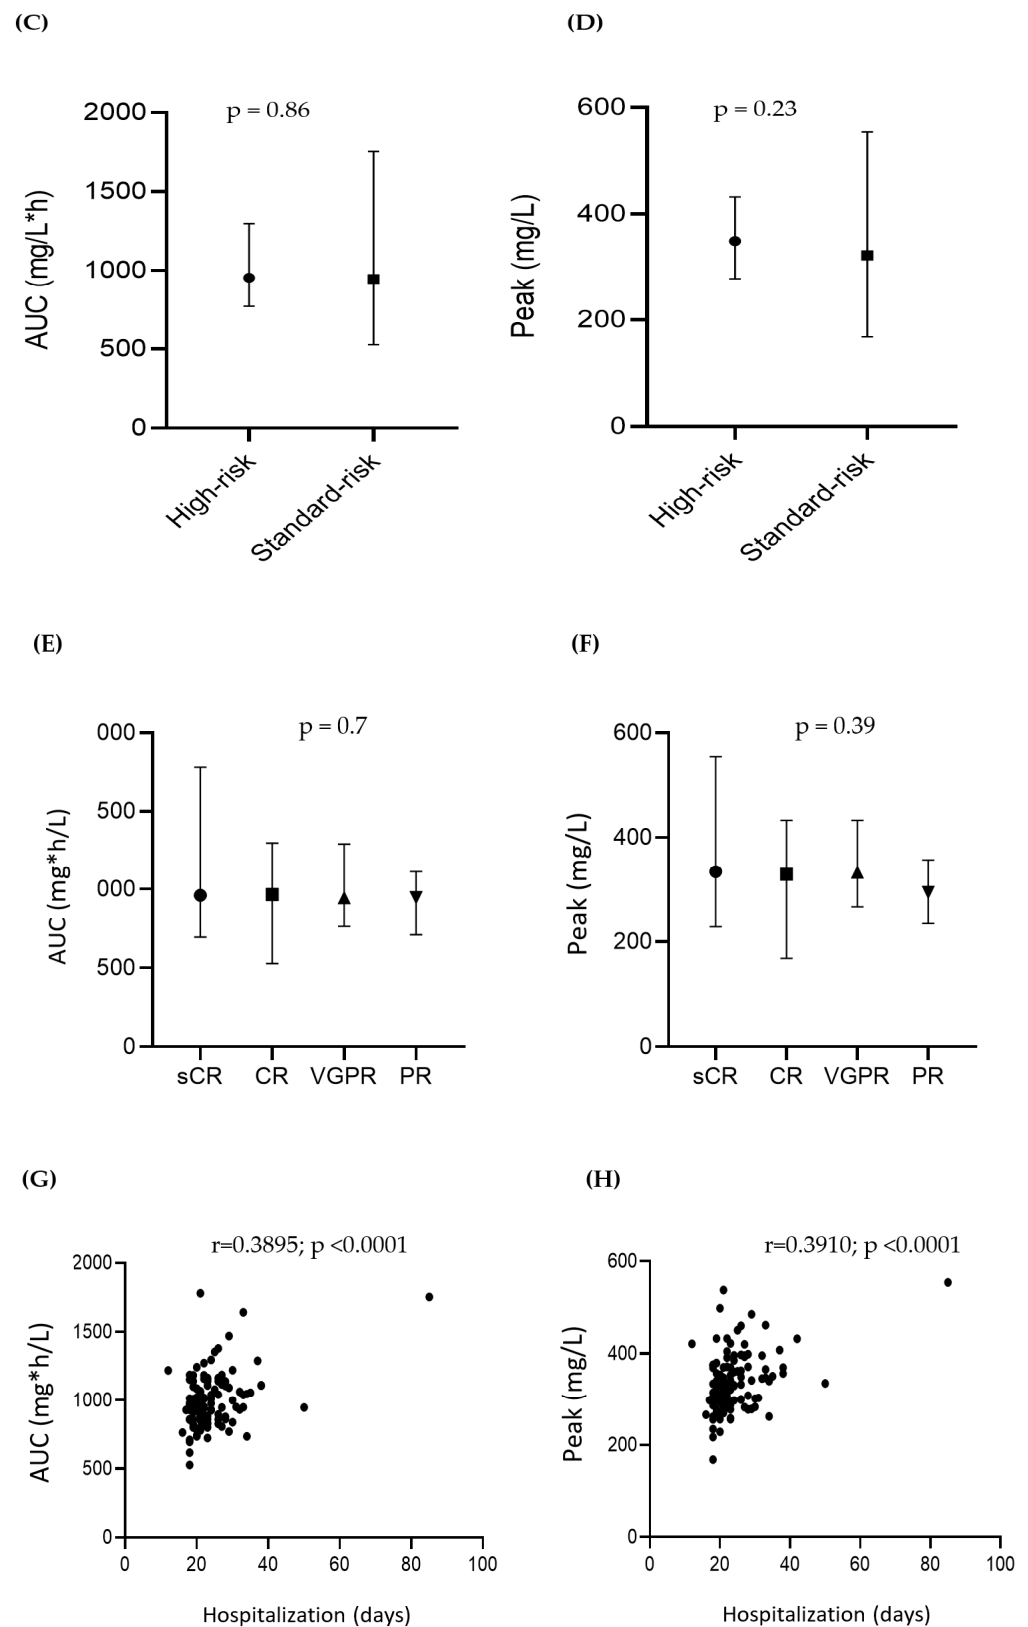 (C)
p = 0.86
AUC (mg/L*h)
2000
1500
1000
500
0
High-risk
Standard-risk
(D)
p = 0.23
Peak (mg/L)
600
400
200
0
High-risk
Standard-risk
(E)
p = 0.7
AUC (mg*h/L)
000
500
000
500
0
sCR CR VGPR PR
(F)
p = 0.39
Peak (mg/L)
600
400
200
0
sCR CR VGPR PR
(G)
r=0.3895; p <0.0001
AUC (mg*h/L)
2000
1500
1000
500
0
0 20 40 60 80 100
Hospitalization (days)
(H)
r=0.3910; p <0.0001
Peak (mg/L)
600
400
200
0
0 20 40 60 80 100
Hospitalization (days)